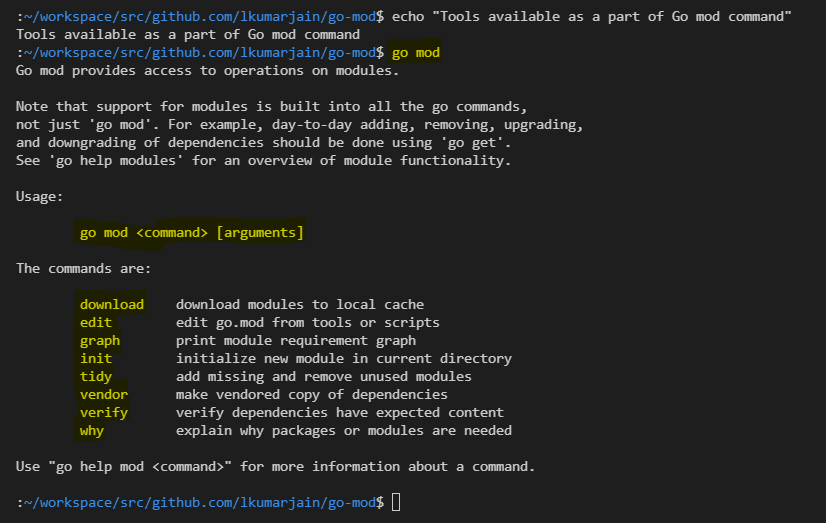 :~/workspace/src/github.com/lkumarjain/go-mod$ echo "Tools available as a part of Go mod command"
Tools available as a part of Go mod command
:~/workspace/src/github.com/lkumarjain/go-mod$ go mod
Go mod provides access to operations on modules.

Note that support for modules is built into all the go commands,
not just 'go mod'. For example, day-to-day adding, removing, upgrading,
and downgrading of dependencies should be done using 'go get'.
See 'go help modules' for an overview of module functionality.

Usage:

        go mod <command> [arguments]

The commands are:

        download    download modules to local cache
        edit        edit go.mod from tools or scripts
        graph       print module requirement graph
        init        initialize new module in current directory
        tidy        add missing and remove unused modules
        vendor      make vendored copy of dependencies
        verify      verify dependencies have expected content
        why         explain why packages or modules are needed

Use "go help mod <command>" for more information about a command.

:~/workspace/src/github.com/lkumarjain/go-mod$